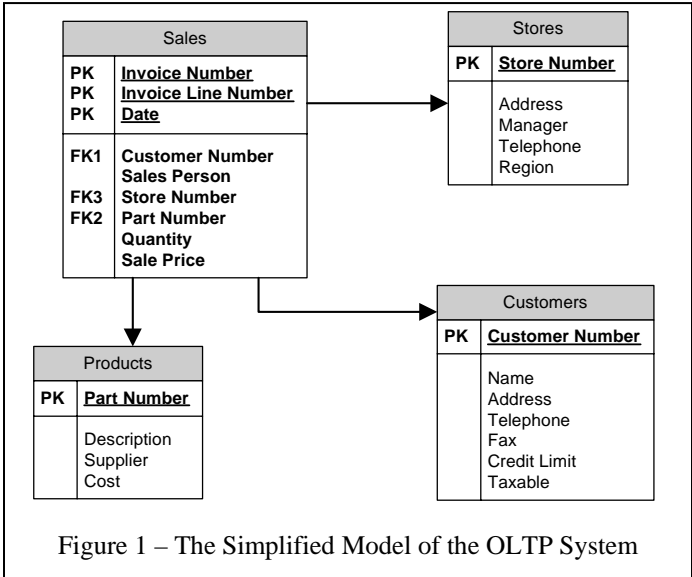 Sales
PK Invoice Number
PK Invoice Line Number
PK Date
FK1 Customer Number
Sales Person
FK3 Store Number
FK2 Part Number
Quantity
Sale Price
Stores
PK Store Number
Address
Manager
Telephone
Region
Products
PK Part Number
Description
Supplier
Cost
Customers
PK Customer Number
Name
Address
Telephone
Fax
Credit Limit
Taxable
Figure 1 – The Simplified Model of the OLTP System